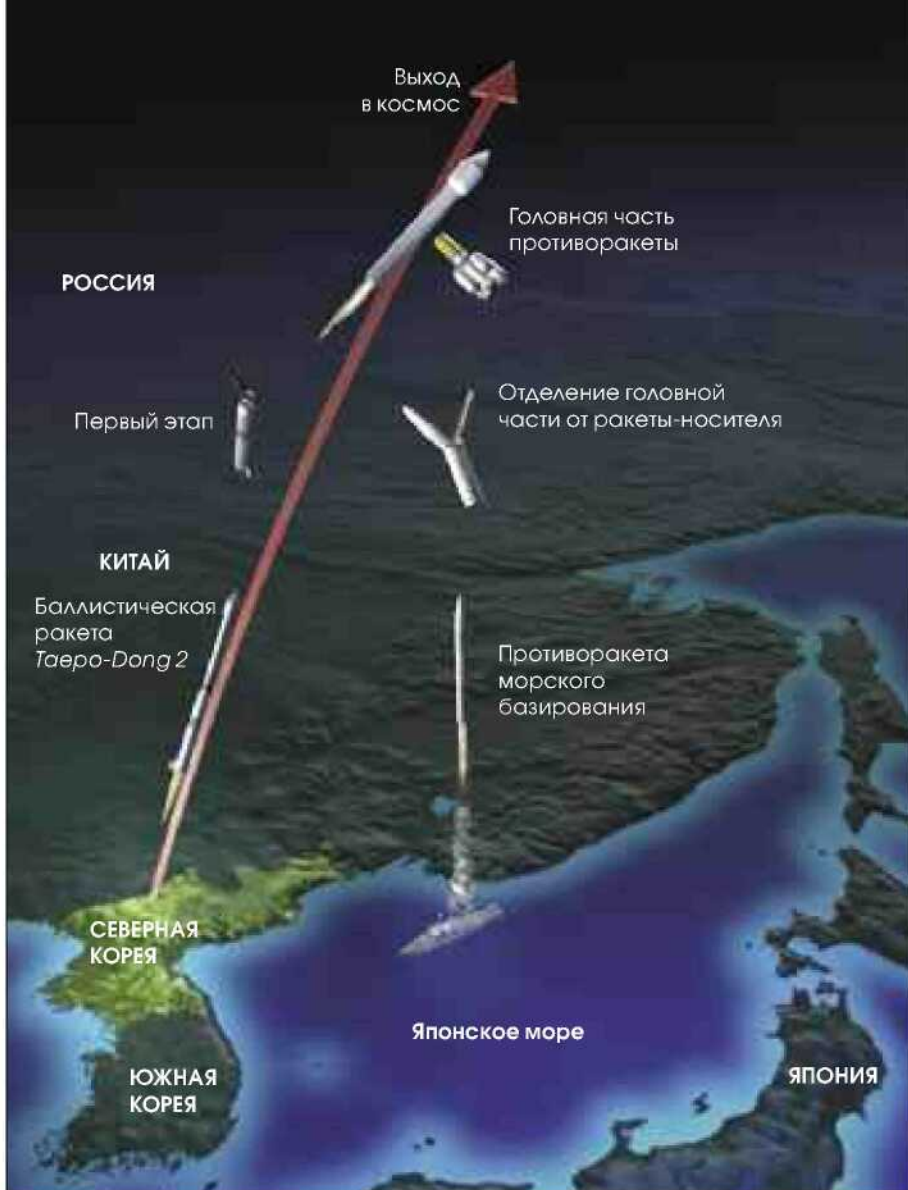 Выход
в космос
Головная часть
противоракеты
РОССИЯ
Отделение головной
части от ракеты-носителя
Первый этап
КИТАЙ
Баллистическая
ракета
Taepo-Dong 2
Противоракета
морского
базирования
СЕВЕРНАЯ
КОРЕЯ
Японское море
ЮЖНАЯ
КОРЕЯ
ЯПОНИЯ